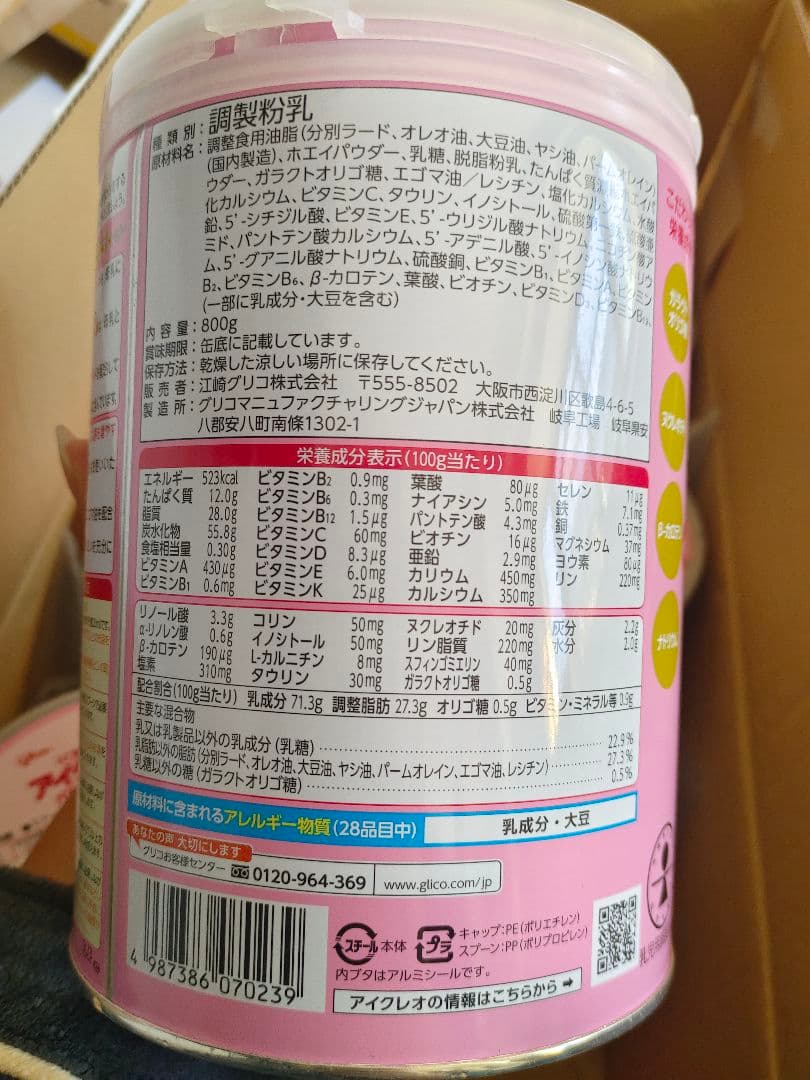 種類別：調製粉乳
原材料名：調整食用油脂（分別ラード、オレオ油、大豆油、ヤシ油、パームオレイン）
（国内製造）、ホエイパウダー、乳糖、脱脂粉乳、たんぱく質
ウダー、ガラクトオリゴ糖、エゴマ油／レシチン、塩化カルシウム、水酸
化カルシウム、ビタミンC、タウリン、イノシトール、硫酸第一
鉛、5'-シチジル酸、ビタミンE、5'-ウリジル酸ナトリウム、
ミド、パントテン酸カルシウム、5'-アデニル酸、5'-イノシン酸ナトリウ
ム、5'-グアニル酸ナトリウム、硫酸銅、ビタミンB₁、ビタミンA、ビタミン
B₂、ビタミンB₆、β-カロテン、葉酸、ビオチン、ビタミンD₃、ビタミンB₁₂、
（一部に乳成分・大豆を含む）
内容量：800g
賞味期限：缶底に記載しています。
保存方法：乾燥した涼しい場所に保存してください。
販売者：江崎グリコ株式会社 〒555-8502 大阪市西淀川区歌島4-6-5
製造所：グリコマニュファクチャリングジャパン株式会社 岐阜工場 岐阜県安
八郡安八町南條1302-1
栄養成分表示（100g当たり）
エネルギー 523kcal ビタミンB₂ 0.9mg 葉酸 80μg セレン 11μg
たんぱく質 12.0g ビタミンB₆ 0.3mg ナイアシン 5.0mg 鉄 7.1mg
脂質 28.0g ビタミンB₁₂ 1.5μg パントテン酸 4.3mg 銅 0.37mg
炭水化物 55.8g ビタミンC 60mg ビオチン 16μg マグネシウム 37mg
食塩相当量 0.30g ビタミンD 8.3μg 亜鉛 2.9mg ヨウ素 80μg
ビタミンA 430μg ビタミンE 6.0mg カリウム 450mg リン 220mg
ビタミンB₁ 0.6mg ビタミンK 25μg カルシウム 350mg
リノール酸 3.3g コリン 50mg ヌクレオチド 20mg 灰分 2.2g
α-リノレン酸 0.6g イノシトール 50mg リン脂質 220mg 水分 2.0g
β-カロテン 190μg L-カルニチン 8mg スフィンゴミエリン 40mg
塩素 310mg タウリン 30mg ガラクトオリゴ糖 0.5g
配合割合（100g当たり） 乳成分 71.3g 調整脂肪 27.3g オリゴ糖 0.5g ビタミン・ミネラル等 0.9g
主要な混合物
乳又は乳製品以外の乳成分（乳糖） 22.9%
乳脂肪以外の脂肪（分別ラード、オレオ油、大豆油、ヤシ油、パームオレイン、エゴマ油、レシチン） 27.3%
乳糖以外の糖（ガラクトオリゴ糖） 0.5%
原材料に含まれるアレルギー物質（28品目中） 乳成分・大豆
あなたの声 大切にします
グリコお客様センター 0120-964-369 www.glico.com/jp
4 987386 070239
スチール 本体
プラ キャップ：PE（ポリエチレン）
スプーン：PP（ポリプロピレン）
内ブタはアルミシールです。
アイクレオの情報はこちらから➡